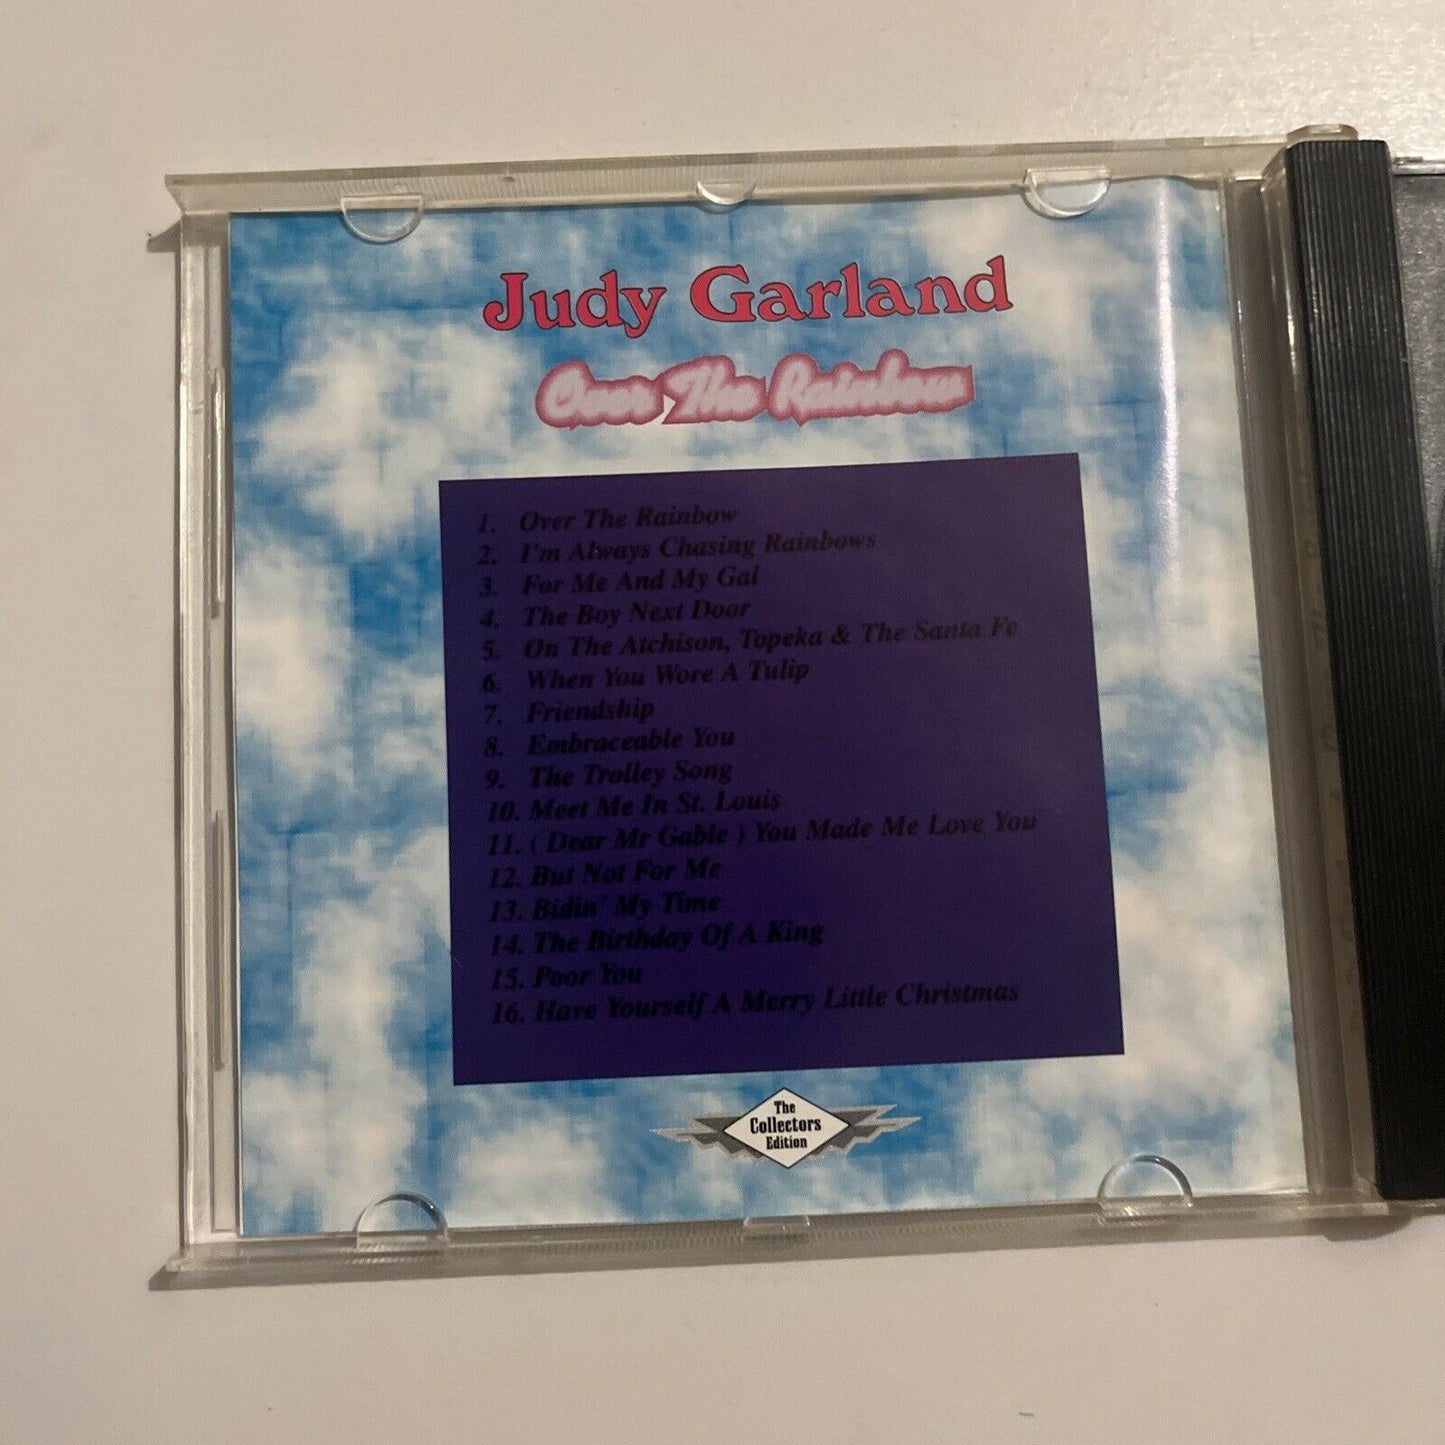 Judy Garland
Over The Rainbow
1. Over The Rainbow
2. I'm Always Chasing Rainbows
3. For Me And My Gal
4. The Boy Next Door
5. On The Atchison, Topeka & The Santa Fe
6. When You Wore A Tulip
7. Friendship
8. Embraceable You
9. The Trolley Song
10. Meet Me In St. Louis
11. ( Dear Mr Gable ) You Made Me Love You
12. But Not For Me
13. Bidin' My Time
14. The Birthday Of A King
15. Poor You
16. Have Yourself A Merry Little Christmas
The
Collectors
Edition